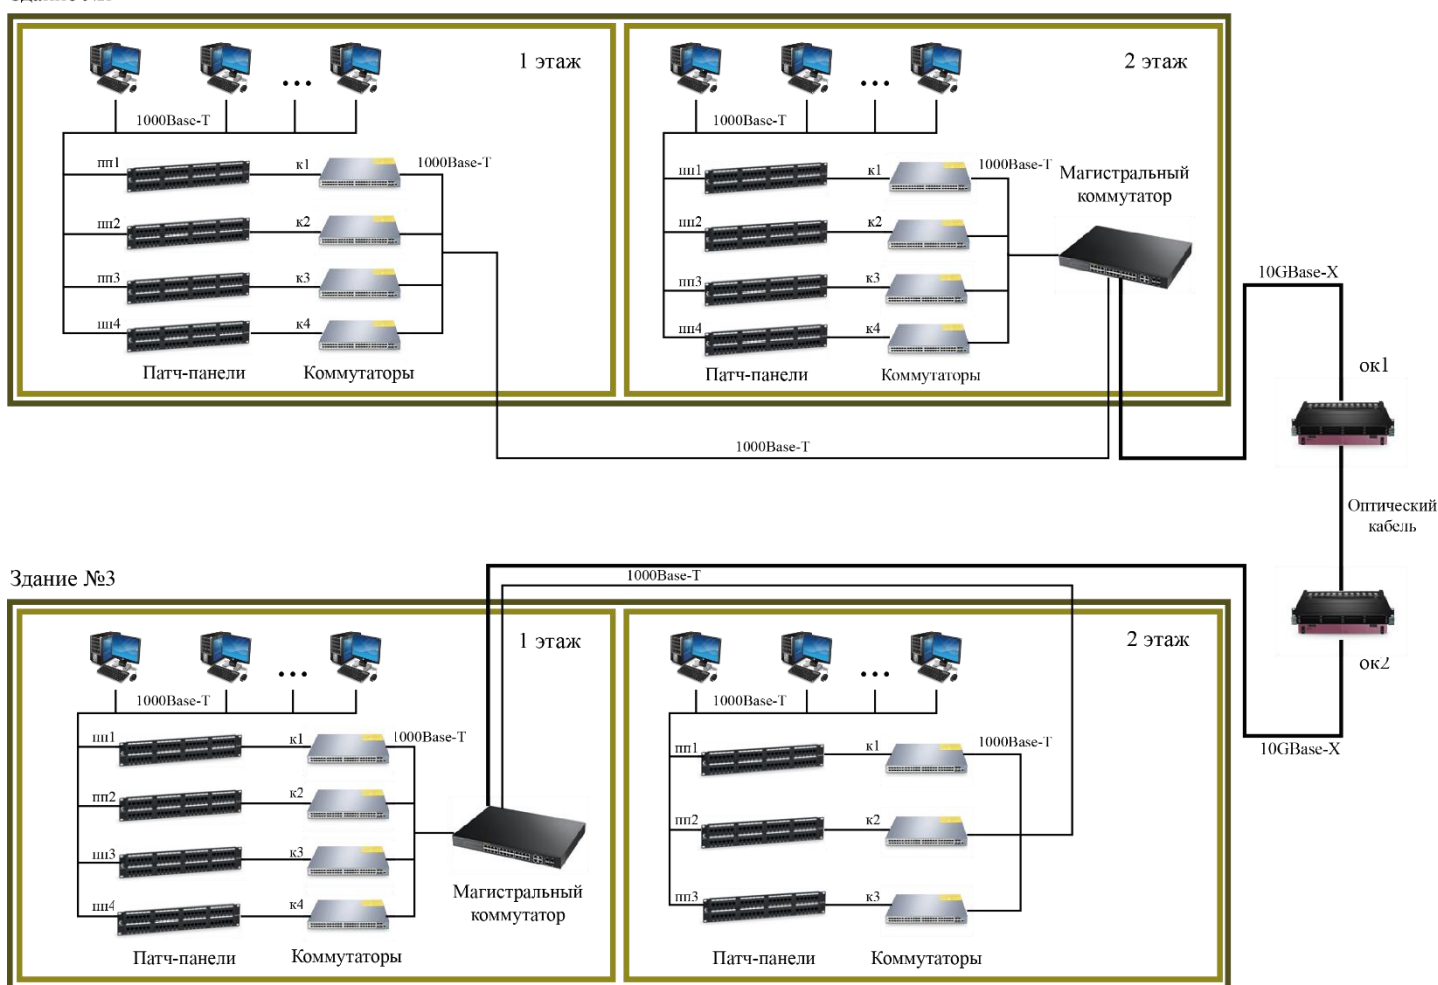 1 этаж
1000Base-T
пп1
к1
1000Base-T
пп2
к2
пп3
к3
пп4
к4
Патч-панели
Коммутаторы
2 этаж
1000Base-T
пп1
к1
1000Base-T
Магистральный
коммутатор
пп2
к2
пп3
к3
пп4
к4
Патч-панели
Коммутаторы
10GBase-X
ок1
1000Base-T
Оптический
кабель
Здание №3
1000Base-T
ок2
10GBase-X
1 этаж
1000Base-T
пп1
к1
1000Base-T
пп2
к2
пп3
к3
пп4
к4
Магистральный
коммутатор
Патч-панели
Коммутаторы
2 этаж
1000Base-T
пп1
к1
1000Base-T
пп2
к2
пп3
к3
Патч-панели
Коммутаторы